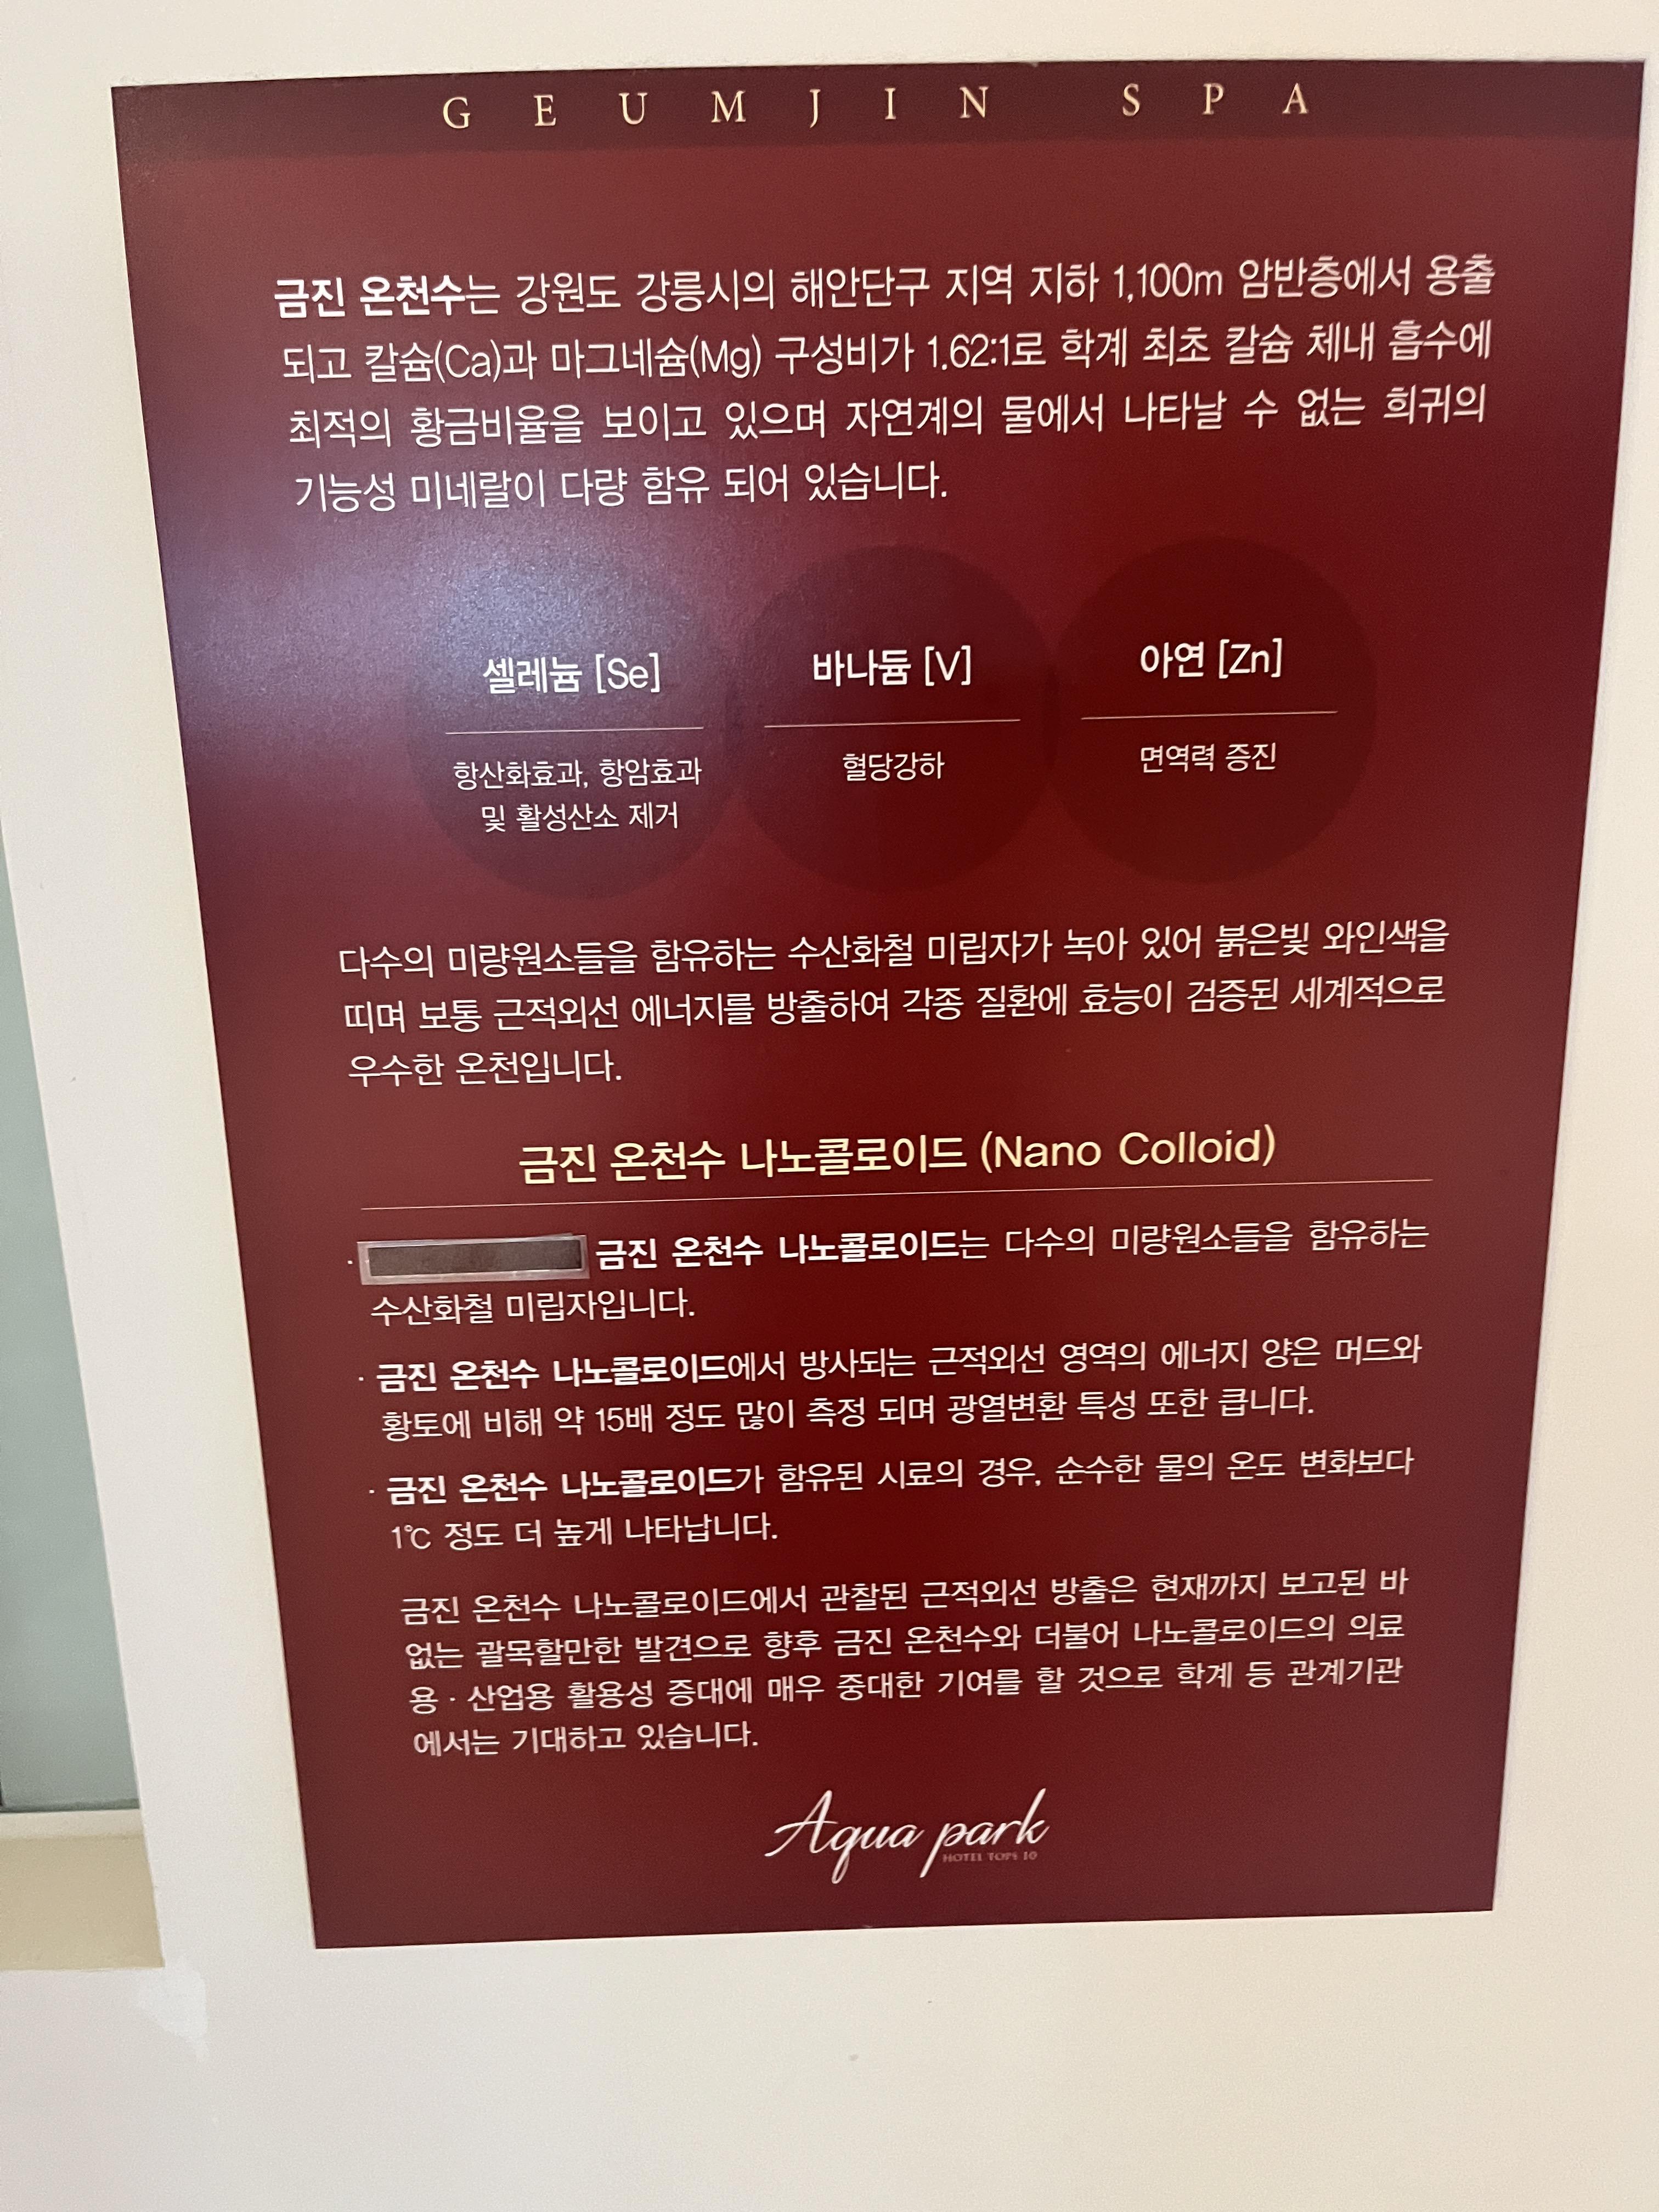 GEUMJIN SPA
금진 온천수는 강원도 강릉시의 해안단구 지역 지하 1,100m 암반층에서 용출
되고 칼슘(Ca)과 마그네슘(Mg) 구성비가 1.62:1로 학계 최초 칼슘 체내 흡수에
최적의 황금비율을 보이고 있으며 자연계의 물에서 나타날 수 없는 희귀의
기능성 미네랄이 다량 함유 되어 있습니다.
셀레늄 [Se]
항산화효과, 항암효과
및 활성산소 제거
바나듐 [V]
혈당강하
아연 [Zn]
면역력 증진
다수의 미량원소들을 함유하는 수산화철 미립자가 녹아 있어 붉은빛 와인색을
띠며 보통 근적외선 에너지를 방출하여 각종 질환에 효능이 검증된 세계적으로
우수한 온천입니다.
금진 온천수 나노콜로이드 (Nano Colloid)
· 금진 온천수 나노콜로이드는 다수의 미량원소들을 함유하는
수산화철 미립자입니다.
· 금진 온천수 나노콜로이드에서 방사되는 근적외선 영역의 에너지 양은 머드와
황토에 비해 약 15배 정도 많이 측정 되며 광열변환 특성 또한 큽니다.
· 금진 온천수 나노콜로이드가 함유된 시료의 경우, 순수한 물의 온도 변화보다
1℃ 정도 더 높게 나타납니다.
금진 온천수 나노콜로이드에서 관찰된 근적외선 방출은 현재까지 보고된 바
없는 괄목할만한 발견으로 향후 금진 온천수와 더불어 나노콜로이드의 의료
용 · 산업용 활용성 증대에 매우 중대한 기여를 할 것으로 학계 등 관계기관
에서는 기대하고 있습니다.
Aqua park
HOTEL TOPS 10